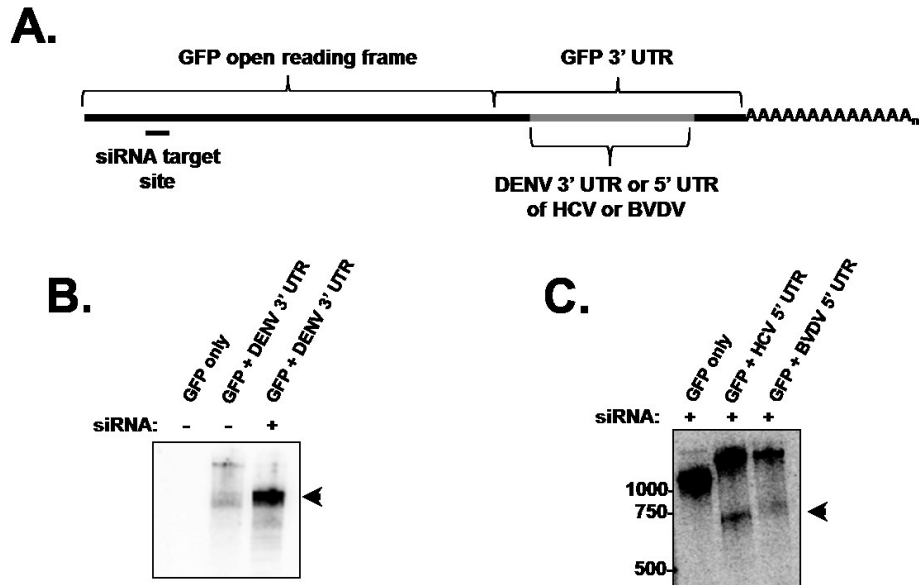 A.
GFP open reading frame
GFP 3' UTR
AAAAAAAAAAAAAn
siRNA target
site
DENV 3' UTR or 5' UTR
of HCV or BVDV
B.
GFP only
GFP + DENV 3' UTR
GFP + DENV 3' UTR
siRNA: - - +
C.
GFP only
GFP + HCV 5' UTR
GFP + BVDV 5' UTR
siRNA: + + +
1000
750
500